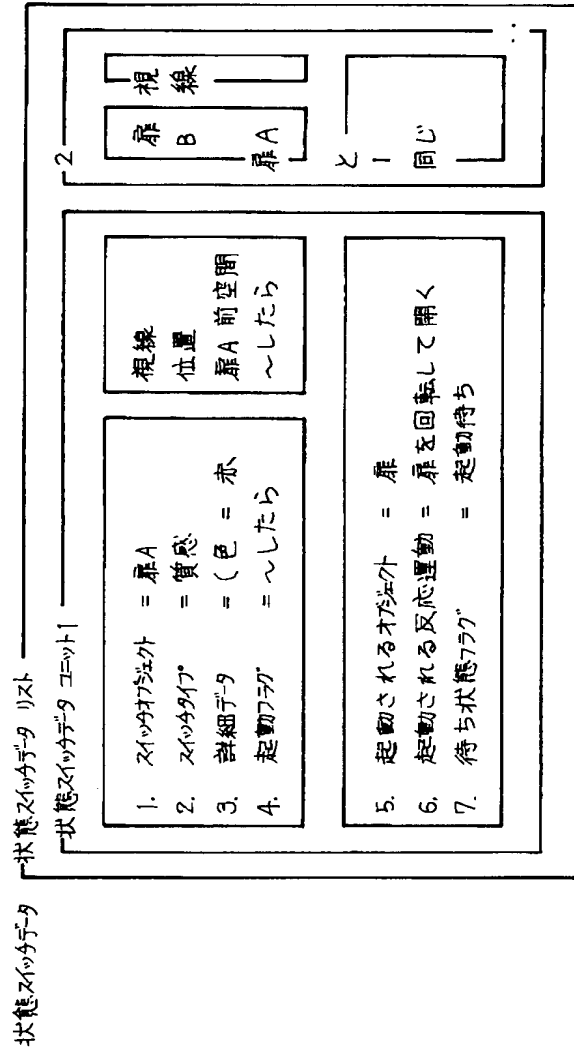 状態スイッチデータ
状態スイッチデータ リスト
状態スイッチデータ ユニット1
1. スイッチオブジェクト = 扉A
2. スイッチタイプ = 質感
3. 詳細データ = (色 = 赤、
4. 起動フラグ = 〜したら
視線
位置
扉A前空間
〜したら
5. 起動されるオブジェクト = 扉
6. 起動される反応運動 = 扉を回転して開く
7. 待ち状態フラグ = 起動待ち
2
扉
B
視
線
扉A
と
1
同じ